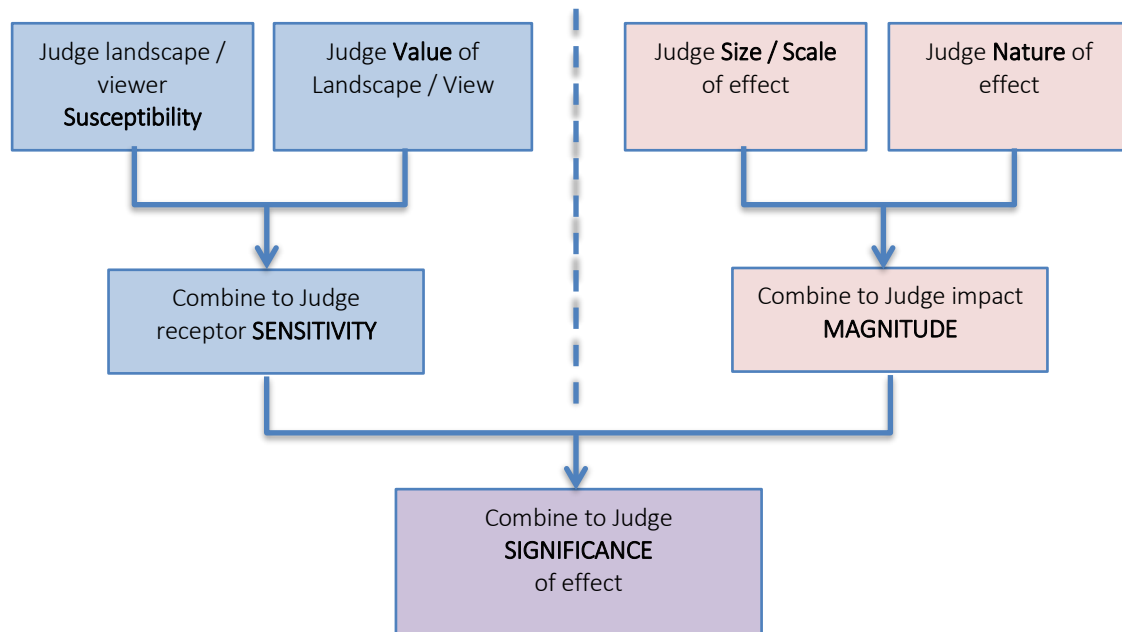 Judge landscape /
viewer
Susceptibility
Judge Value of
Landscape / View
Judge Size / Scale
of effect
Judge Nature of
effect
Combine to Judge
receptor SENSITIVITY
Combine to Judge impact
MAGNITUDE
Combine to Judge
SIGNIFICANCE
of effect